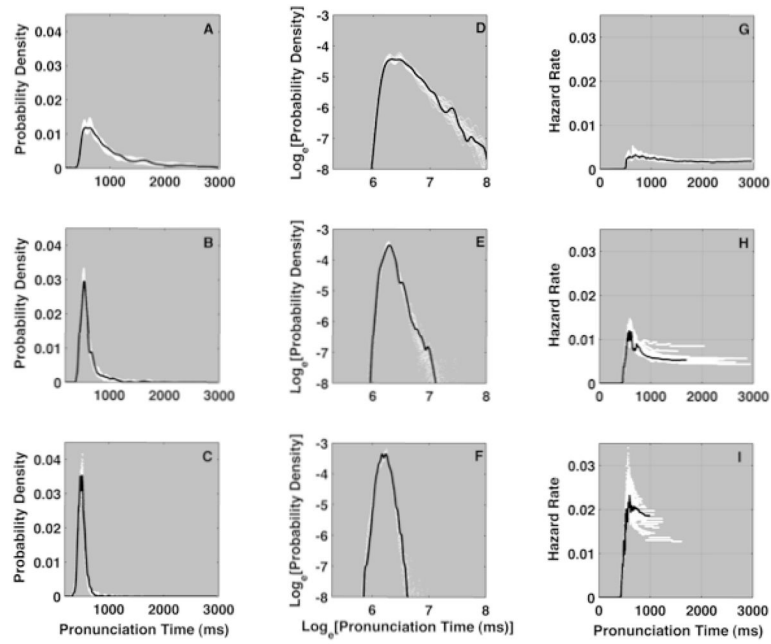 A
Probability Density
0.04
0.03
0.02
0.01
0
1000 2000 3000
D
Log e [Probability Density]
-3
-4
-5
-6
-7
-8
6 7 8
G
Hazard Rate
0.03
0.02
0.01
0
0 1000 2000 3000
B
Probability Density
0.04
0.03
0.02
0.01
0
1000 2000 3000
E
Log e [Probability Density]
-3
-4
-5
-6
-7
-8
6 7 8
H
Hazard Rate
0.03
0.02
0.01
0
0 1000 2000 3000
C
Probability Density
0.04
0.03
0.02
0.01
0
1000 2000 3000
Pronunciation Time (ms)
F
Log e [Probability Density]
-3
-4
-5
-6
-7
-8
6 7 8
Log e [Pronunciation Time (ms)]
I
Hazard Rate
0.03
0.02
0.01
0
0 1000 2000 3000
Pronunciation Time (ms)